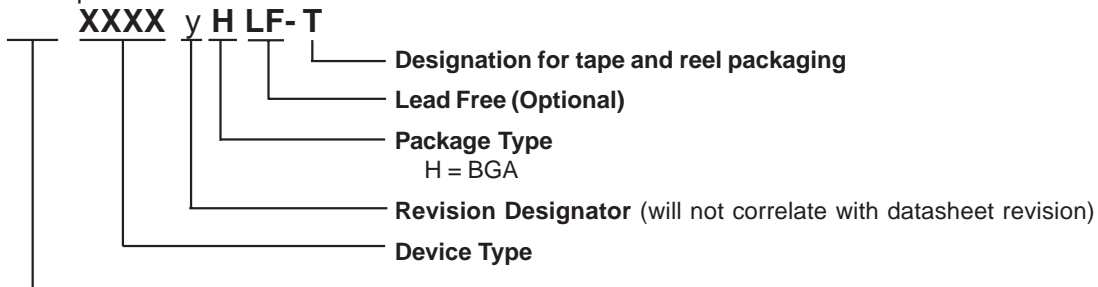 XXXX y H LF- T
Designation for tape and reel packaging
Lead Free (Optional)
Package Type
H = BGA
Revision Designator (will not correlate with datasheet revision)
Device Type